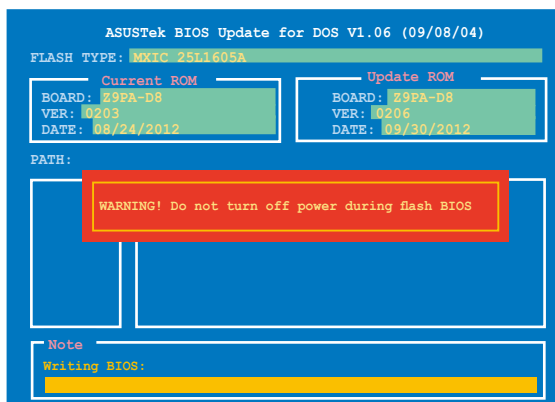 ASUSTek BIOS Update for DOS V1.06 (09/08/04)
FLASH TYPE: MXIC 25L1605A
Current ROM
BOARD: Z9PA-D8
VER: 0203
DATE: 08/24/2012
Update ROM
BOARD: Z9PA-D8
VER: 0206
DATE: 09/30/2012
PATH:
WARNING! Do not turn off power during flash BIOS
Note
Writing BIOS: